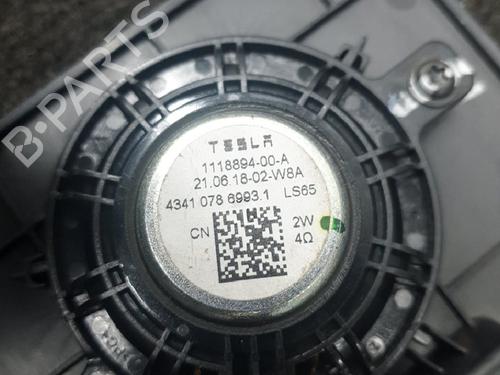 TESLA
1118894-00-A
21.06.18-02-W8A
4341 078 6993.1 LS65
CN
2W
4Ω
B-PARTS